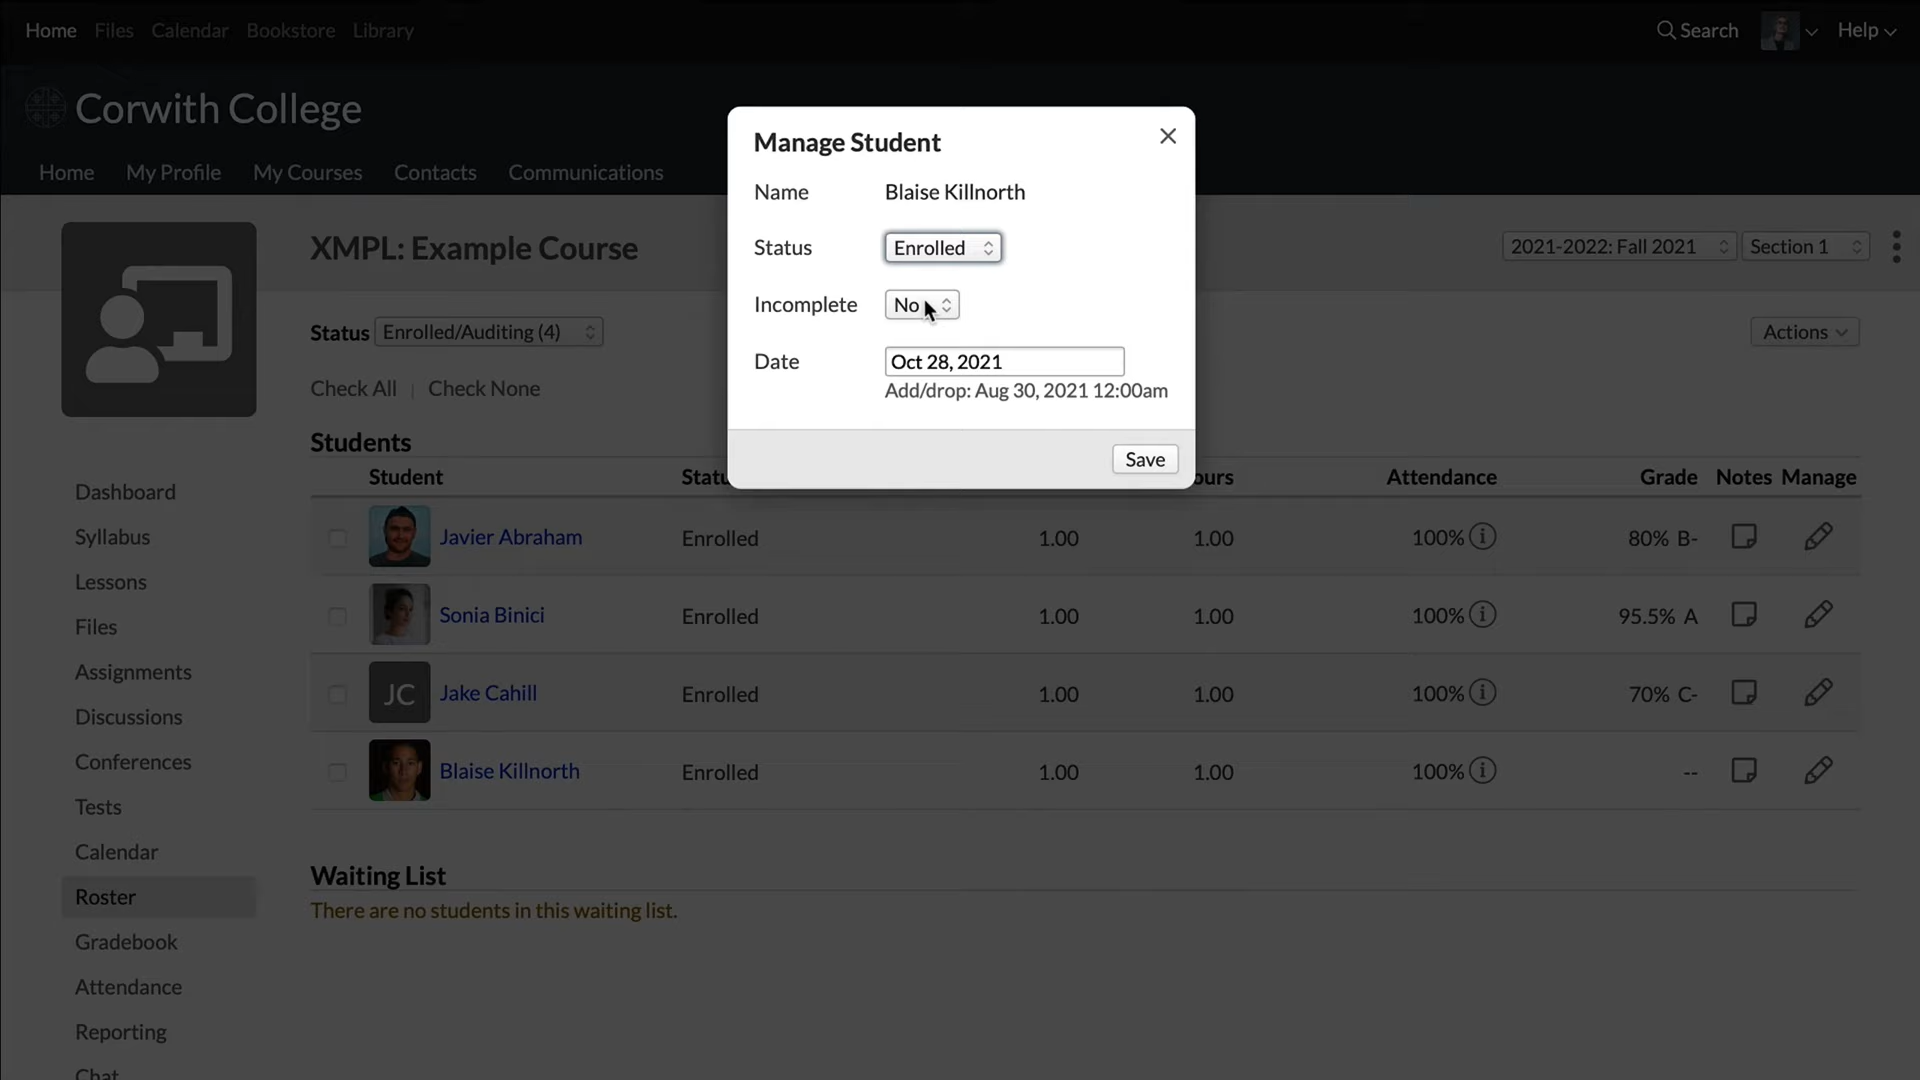 Home Files Calendar Bookstore Library Search Help
Corwith College
Home My Profile My Courses Contacts Communications
Manage Student
Name Blaise Killnorth
Status Enrolled
Incomplete No
Date Oct 28, 2021
Add/drop: Aug 30, 2021 12:00am
Save
XMPL: Example Course 2021-2022: Fall 2021 Section 1
Status Enrolled/Auditing (4) Actions
Check All | Check None
Students
Student Statu ours Attendance Grade Notes Manage
Javier Abraham Enrolled 1.00 1.00 100% 80% B-
Sonia Binici Enrolled 1.00 1.00 100% 95.5% A
JC Jake Cahill Enrolled 1.00 1.00 100% 70% C-
Blaise Killnorth Enrolled 1.00 1.00 100% --
Waiting List
There are no students in this waiting list.
Dashboard
Syllabus
Lessons
Files
Assignments
Discussions
Conferences
Tests
Calendar
Roster
Gradebook
Attendance
Reporting
Chat